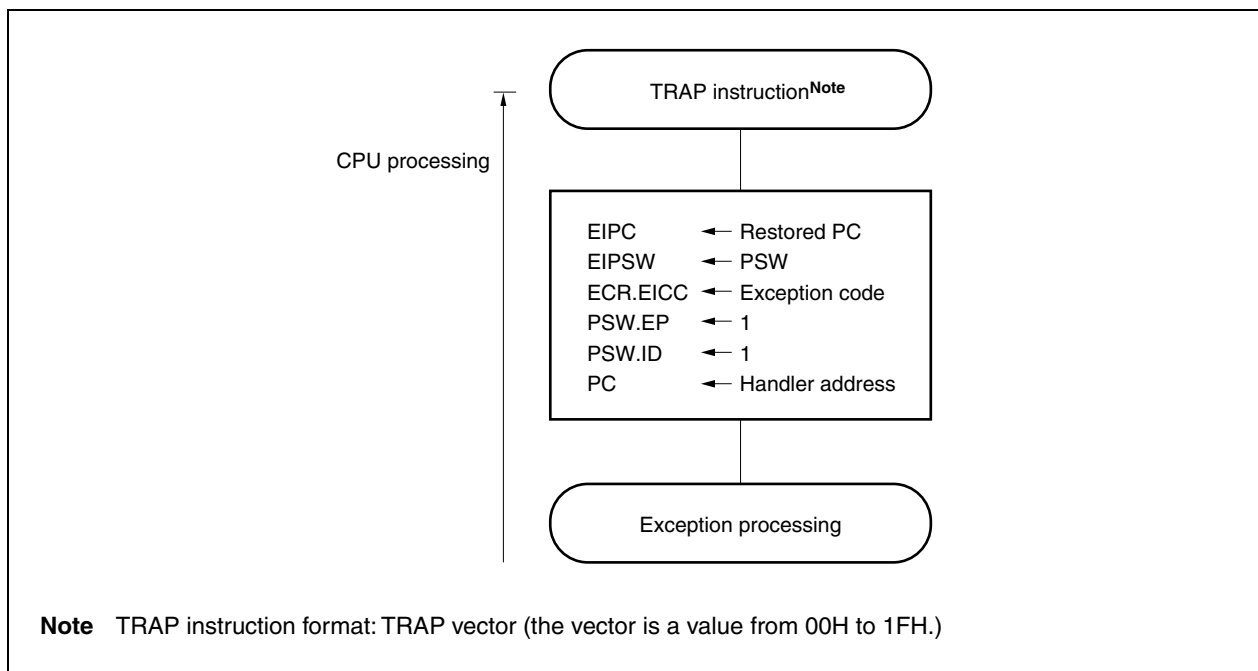 TRAP instructionNote
CPU processing
EIPC ← Restored PC
EIPSW ← PSW
ECR.EICC ← Exception code
PSW.EP ← 1
PSW.ID ← 1
PC ← Handler address
Exception processing
Note TRAP instruction format: TRAP vector (the vector is a value from 00H to 1FH.)